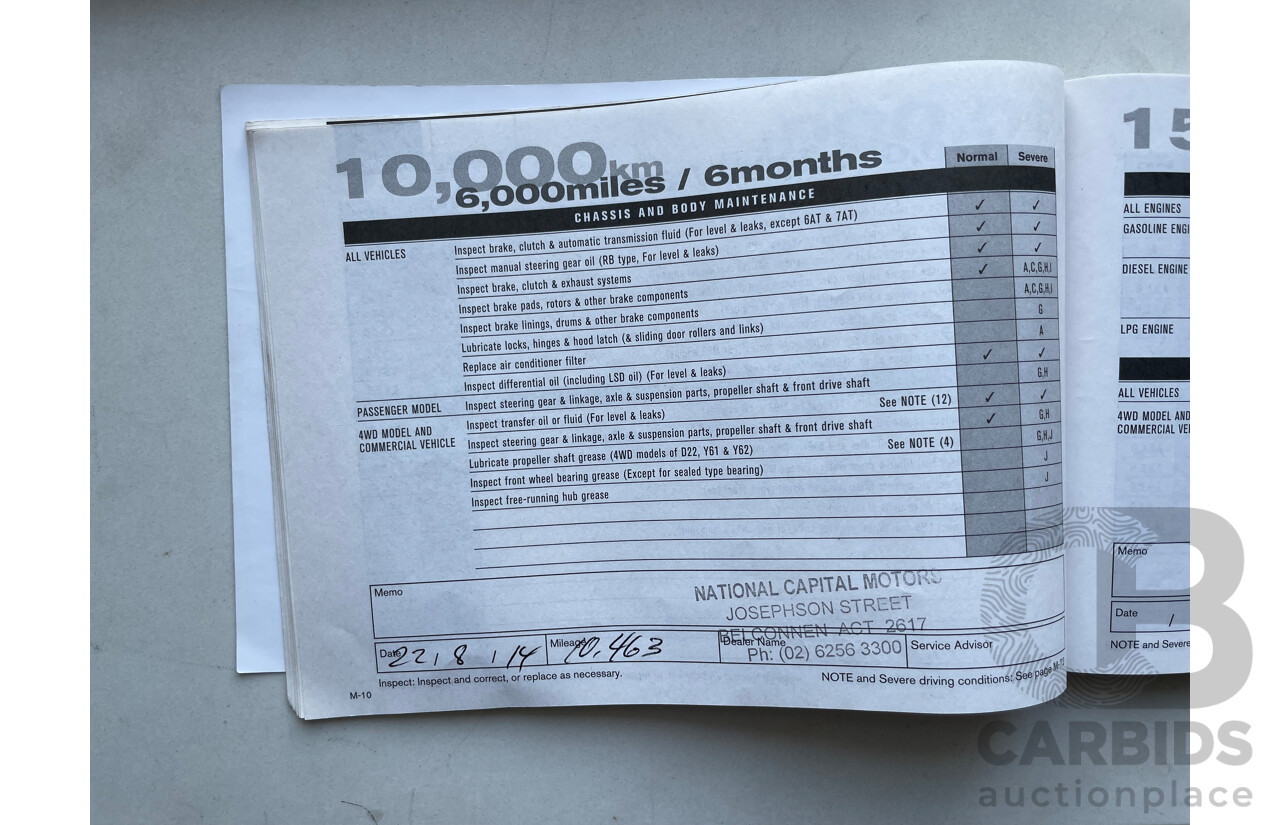 10,000km
6,000miles / 6months
Normal Severe
CHASSIS AND BODY MAINTENANCE
ALL VEHICLES Inspect brake, clutch & automatic transmission fluid (For level & leaks, except 6AT & 7AT) ✓ ✓
Inspect manual steering gear oil (RB type, For level & leaks) ✓ ✓
Inspect brake, clutch & exhaust systems ✓ ✓
Inspect brake pads, rotors & other brake components ✓ A,C,G,H,I
Inspect brake linings, drums & other brake components A,C,G,H,I
Lubricate locks, hinges & hood latch (& sliding door rollers and links) G
Replace air conditioner filter A
Inspect differential oil (including LSD oil) (For level & leaks) ✓ ✓
PASSENGER MODEL Inspect steering gear & linkage, axle & suspension parts, propeller shaft & front drive shaft G,H
4WD MODEL AND
COMMERCIAL VEHICLE
Inspect transfer oil or fluid (For level & leaks) See NOTE (12) ✓ ✓
Inspect steering gear & linkage, axle & suspension parts, propeller shaft & front drive shaft ✓ G,H
Lubricate propeller shaft grease (4WD models of D22, Y61 & Y62) See NOTE (4) G,H,J
Inspect front wheel bearing grease (Except for sealed type bearing) J
Inspect free-running hub grease J
Memo
NATIONAL CAPITAL MOTORS
JOSEPHSON STREET
BELCONNEN ACT 2617
Ph: (02) 6256 3300
Date 22/8/14 Mileage 10,463 Dealer Name Service Advisor
Inspect: Inspect and correct, or replace as necessary. NOTE and Severe driving conditions: See page M-
M-10
15
ALL ENGINES
GASOLINE ENGI
DIESEL ENGINE
LPG ENGINE
ALL VEHICLES
4WD MODEL AND
COMMERCIAL VE
Memo
Date /
NOTE and Severe
CARBIDS
auctionplace